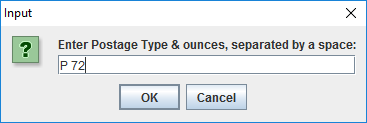 Input
Enter Postage Type & ounces, separated by a space:
P 72
OK Cancel